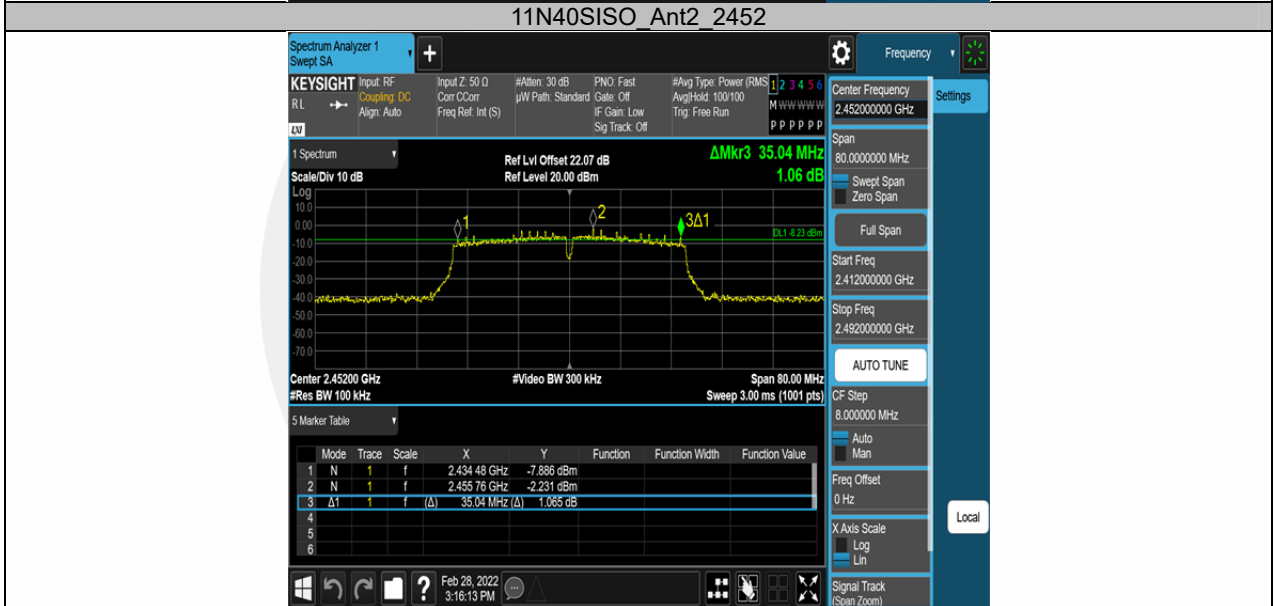 11N40SISO_Ant2_2452
Spectrum Analyzer 1
Swept SA
+
Frequency
KEYSIGHT
Input: RF
Coupling: DC
Align: Auto
RL
LXI
Input Z: 50 Ω
Corr CCorr
Freq Ref: Int (S)
#Atten: 30 dB
µW Path: Standard
PNO: Fast
Gate: Off
IF Gain: Low
Sig Track: Off
#Avg Type: Power (RMS
Avg|Hold: 100/100
Trig: Free Run
1 2 3 4 5 6
M W W W W W
P P P P P P
1 Spectrum
Scale/Div 10 dB
Ref Lvl Offset 22.07 dB
Ref Level 20.00 dBm
ΔMkr3 35.04 MHz
1.06 dB
Log
10.0
0.00
-10.0
-20.0
-30.0
-40.0
-50.0
-60.0
-70.0
1
2
3Δ1
DL1 -8.23 dBm
Center 2.45200 GHz
#Res BW 100 kHz
#Video BW 300 kHz
Span 80.00 MHz
Sweep 3.00 ms (1001 pts)
5 Marker Table
Mode Trace Scale X Y Function Function Width Function Value
1 N 1 f 2.434 48 GHz -7.886 dBm
2 N 1 f 2.455 76 GHz -2.231 dBm
3 Δ1 1 f (Δ) 35.04 MHz (Δ) 1.065 dB
4
5
6
Feb 28, 2022
3:16:13 PM
?
Center Frequency
2.452000000 GHz
Settings
Span
80.0000000 MHz
Swept Span
Zero Span
Full Span
Start Freq
2.412000000 GHz
Stop Freq
2.492000000 GHz
AUTO TUNE
CF Step
8.000000 MHz
Auto
Man
Freq Offset
0 Hz
X Axis Scale
Log
Lin
Signal Track
(Span Zoom)
Local